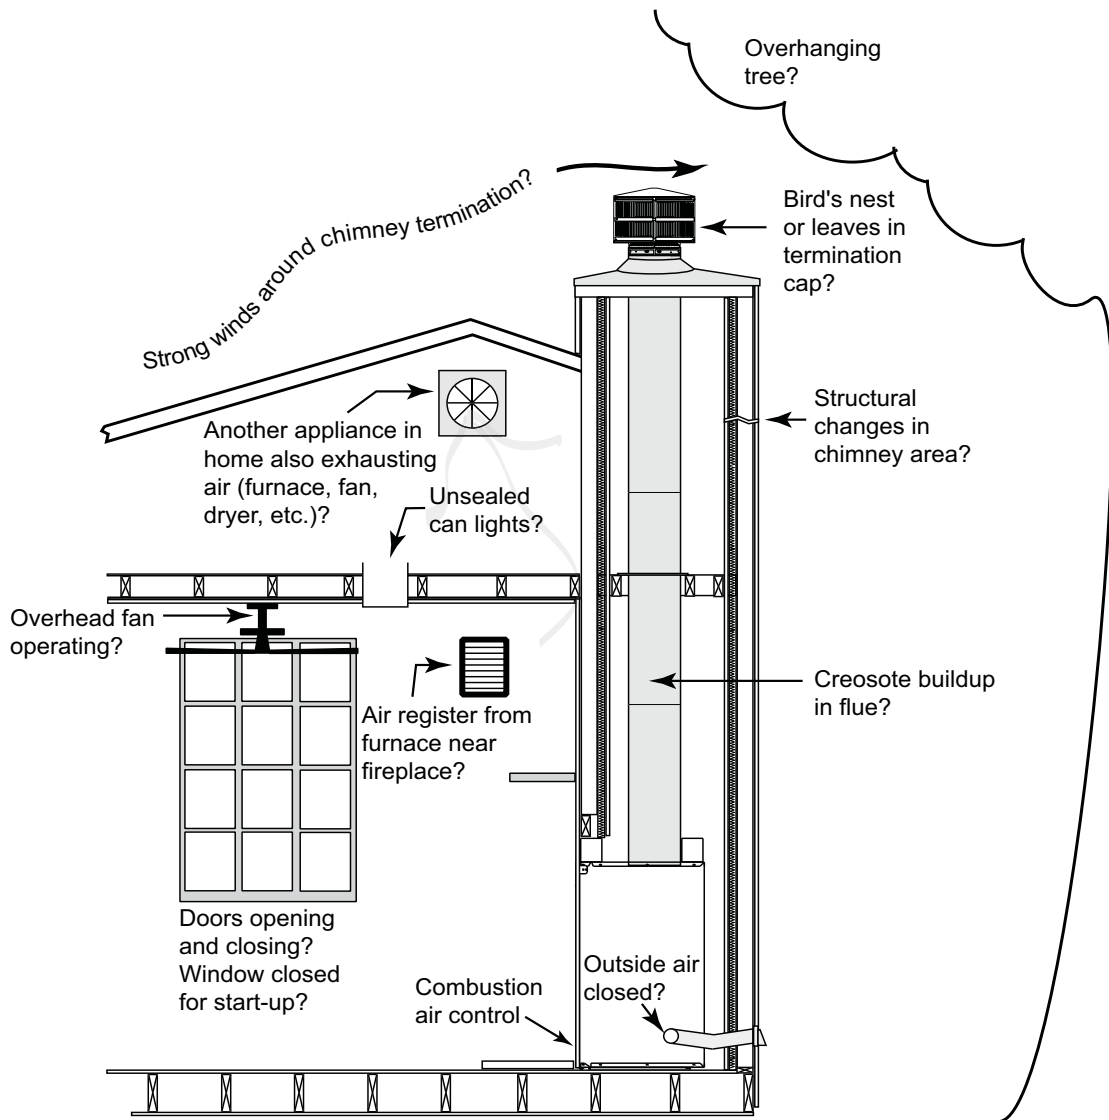 Overhanging
tree?
Strong winds around chimney termination?
Bird's nest
or leaves in
termination
cap?
Structural
changes in
chimney area?
Another appliance in
home also exhausting
air (furnace, fan,
dryer, etc.)?
Unsealed
can lights?
Overhead fan
operating?
Air register from
furnace near
fireplace?
Creosote buildup
in flue?
Doors opening
and closing?
Window closed
for start-up?
Combustion
air control
Outside air
closed?